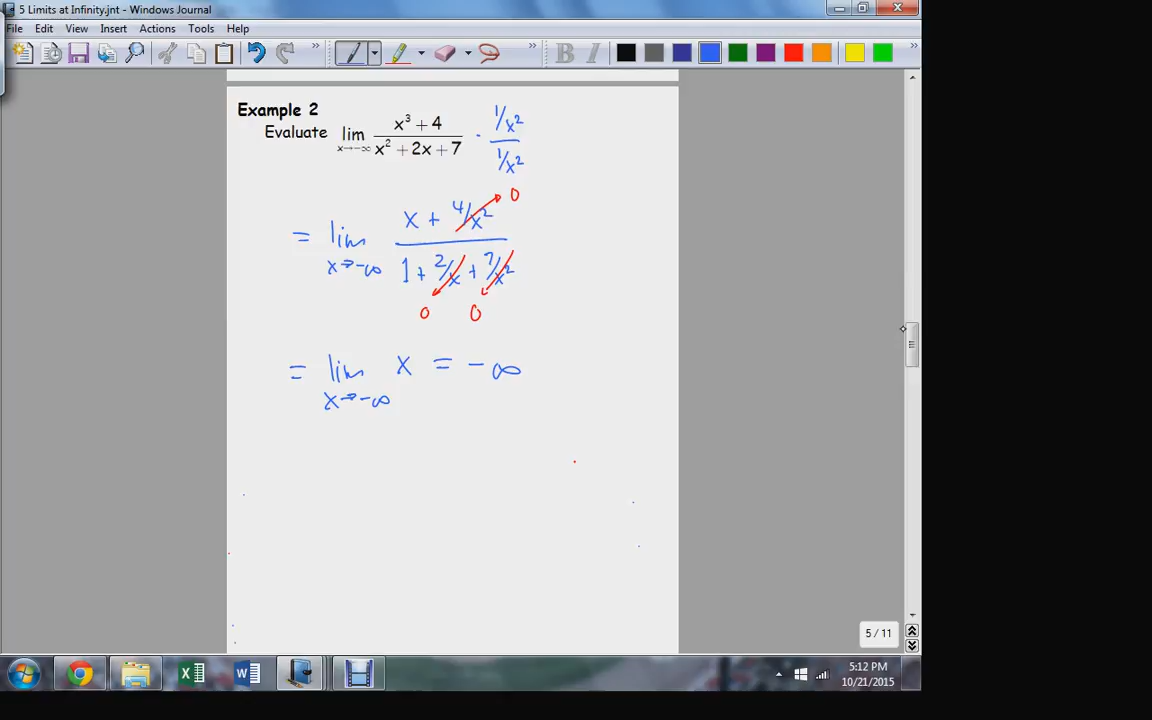 5 Limits at Infinity.jnt - Windows Journal
File Edit View Insert Actions Tools Help
B I
Example 2
Evaluate lim x→-∞ (x³ + 4)/(x² + 2x + 7) · (1/x²)/(1/x²)
= lim x→-∞ (x + 4/x²)/(1 + 2/x + 7/x²)
0
0 0
= lim x→-∞ x = -∞
5 / 11
5:12 PM
10/21/2015